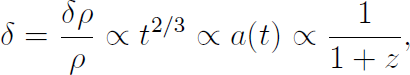 δ = δρ/ρ ∝ t^{2/3} ∝ a(t) ∝ 1/(1 + z),